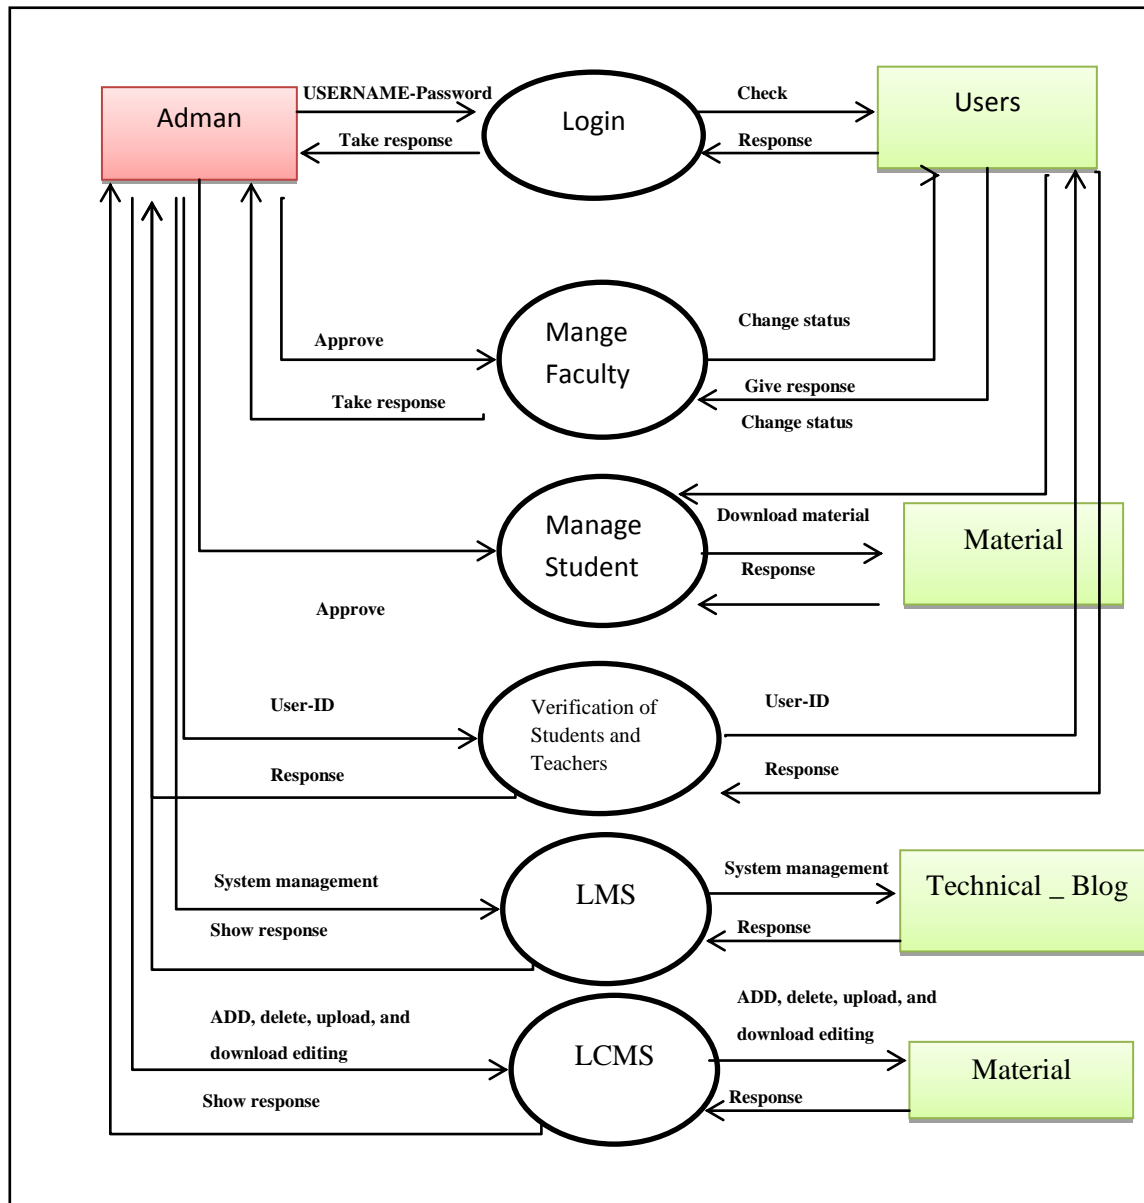 USERNAME-Password
Check
Adman
Login
Users
Take response
Response
Mange
Faculty
Change status
Approve
Give response
Take response
Change status
Manage
Student
Download material
Material
Response
Approve
User-ID
Verification of
Students and
Teachers
User-ID
Response
Response
System management
LMS
System management
Technical _ Blog
Show response
Response
ADD, delete, upload, and
download editing
LCMS
ADD, delete, upload, and
download editing
Material
Show response
Response